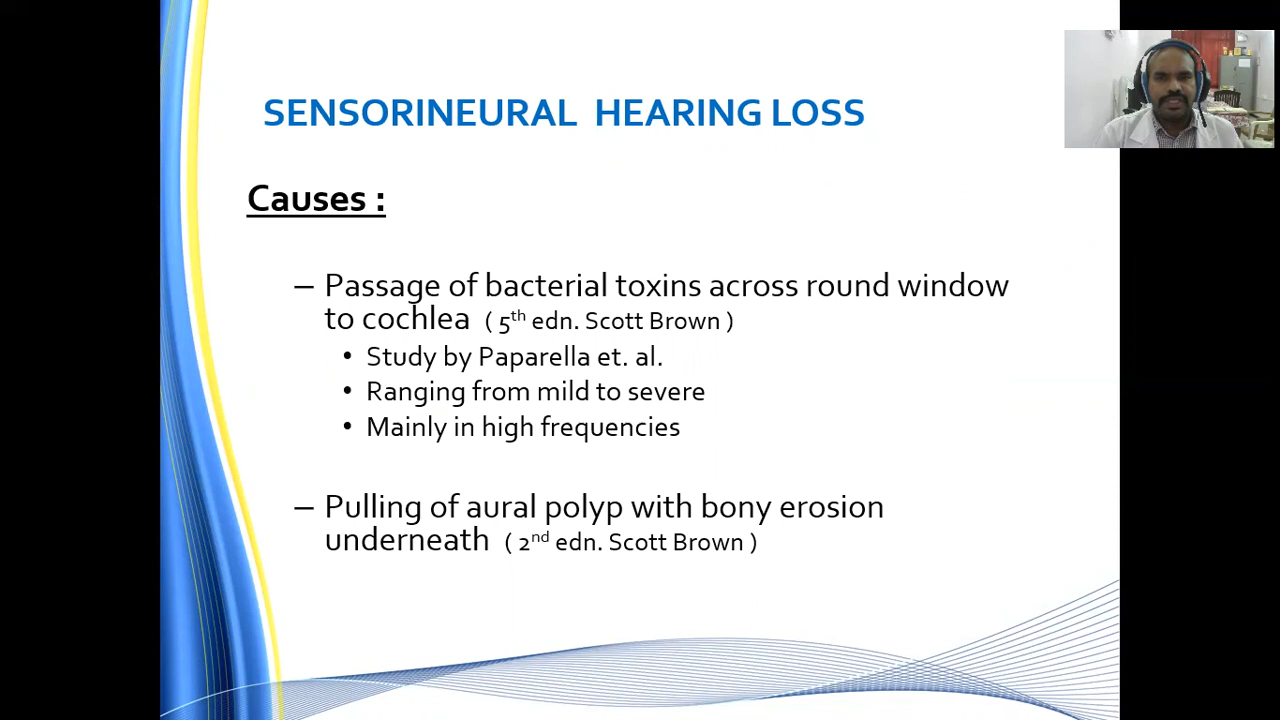 SENSORINEURAL HEARING LOSS
Causes :
– Passage of bacterial toxins across round window
to cochlea ( 5th edn. Scott Brown )
• Study by Paparella et. al.
• Ranging from mild to severe
• Mainly in high frequencies
– Pulling of aural polyp with bony erosion
underneath ( 2nd edn. Scott Brown )